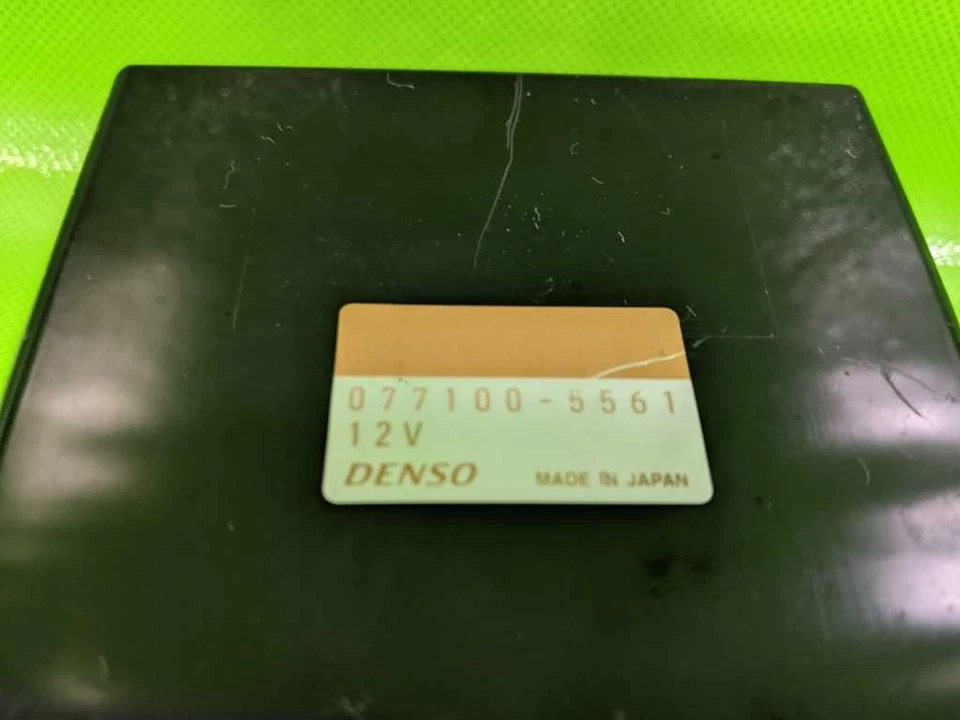 077100-5561
12V
DENSO
MADE IN JAPAN